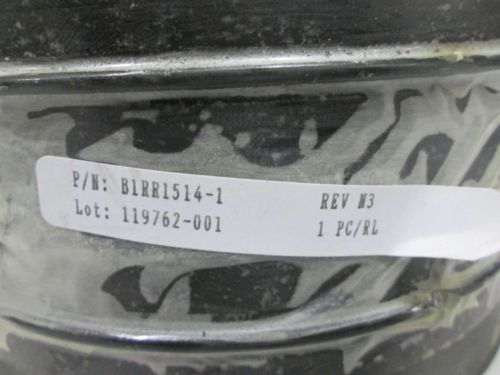 P/N: B1RR1514-1 REV N3
Lot: 119762-001 1 PC/RL